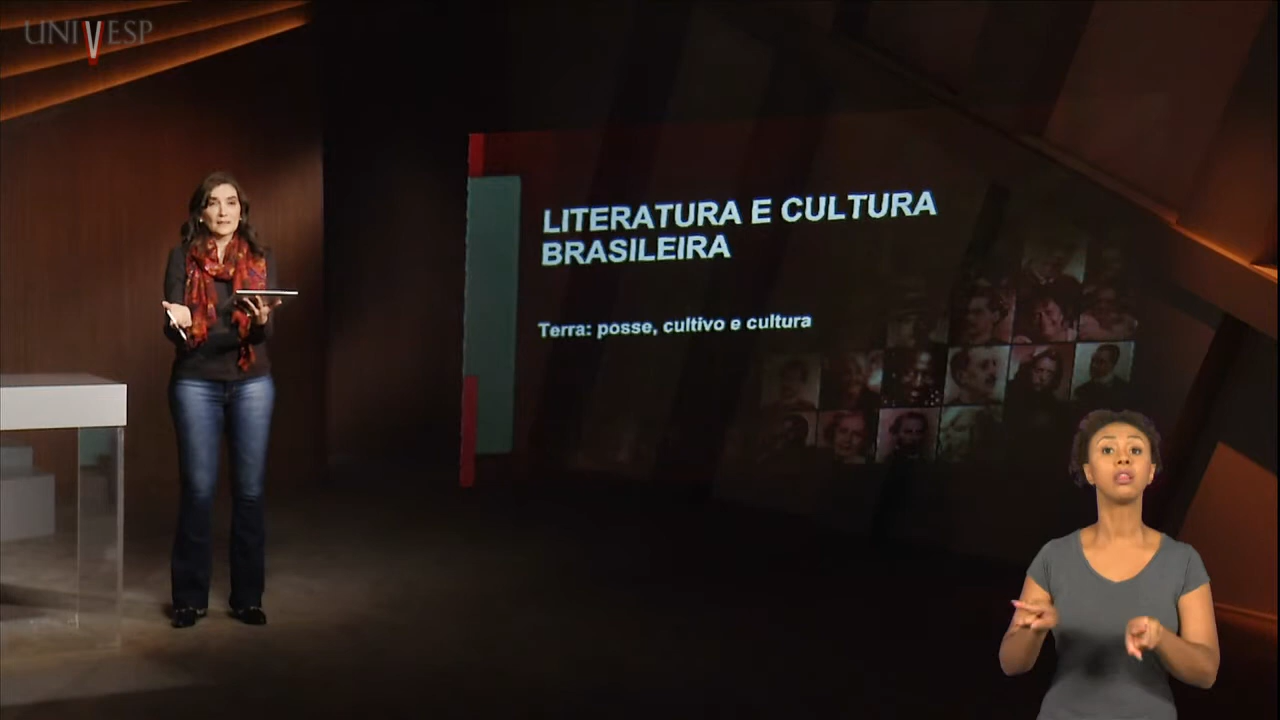 UNIVESP
LITERATURA E CULTURA
BRASILEIRA
Terra: posse, cultivo e cultura